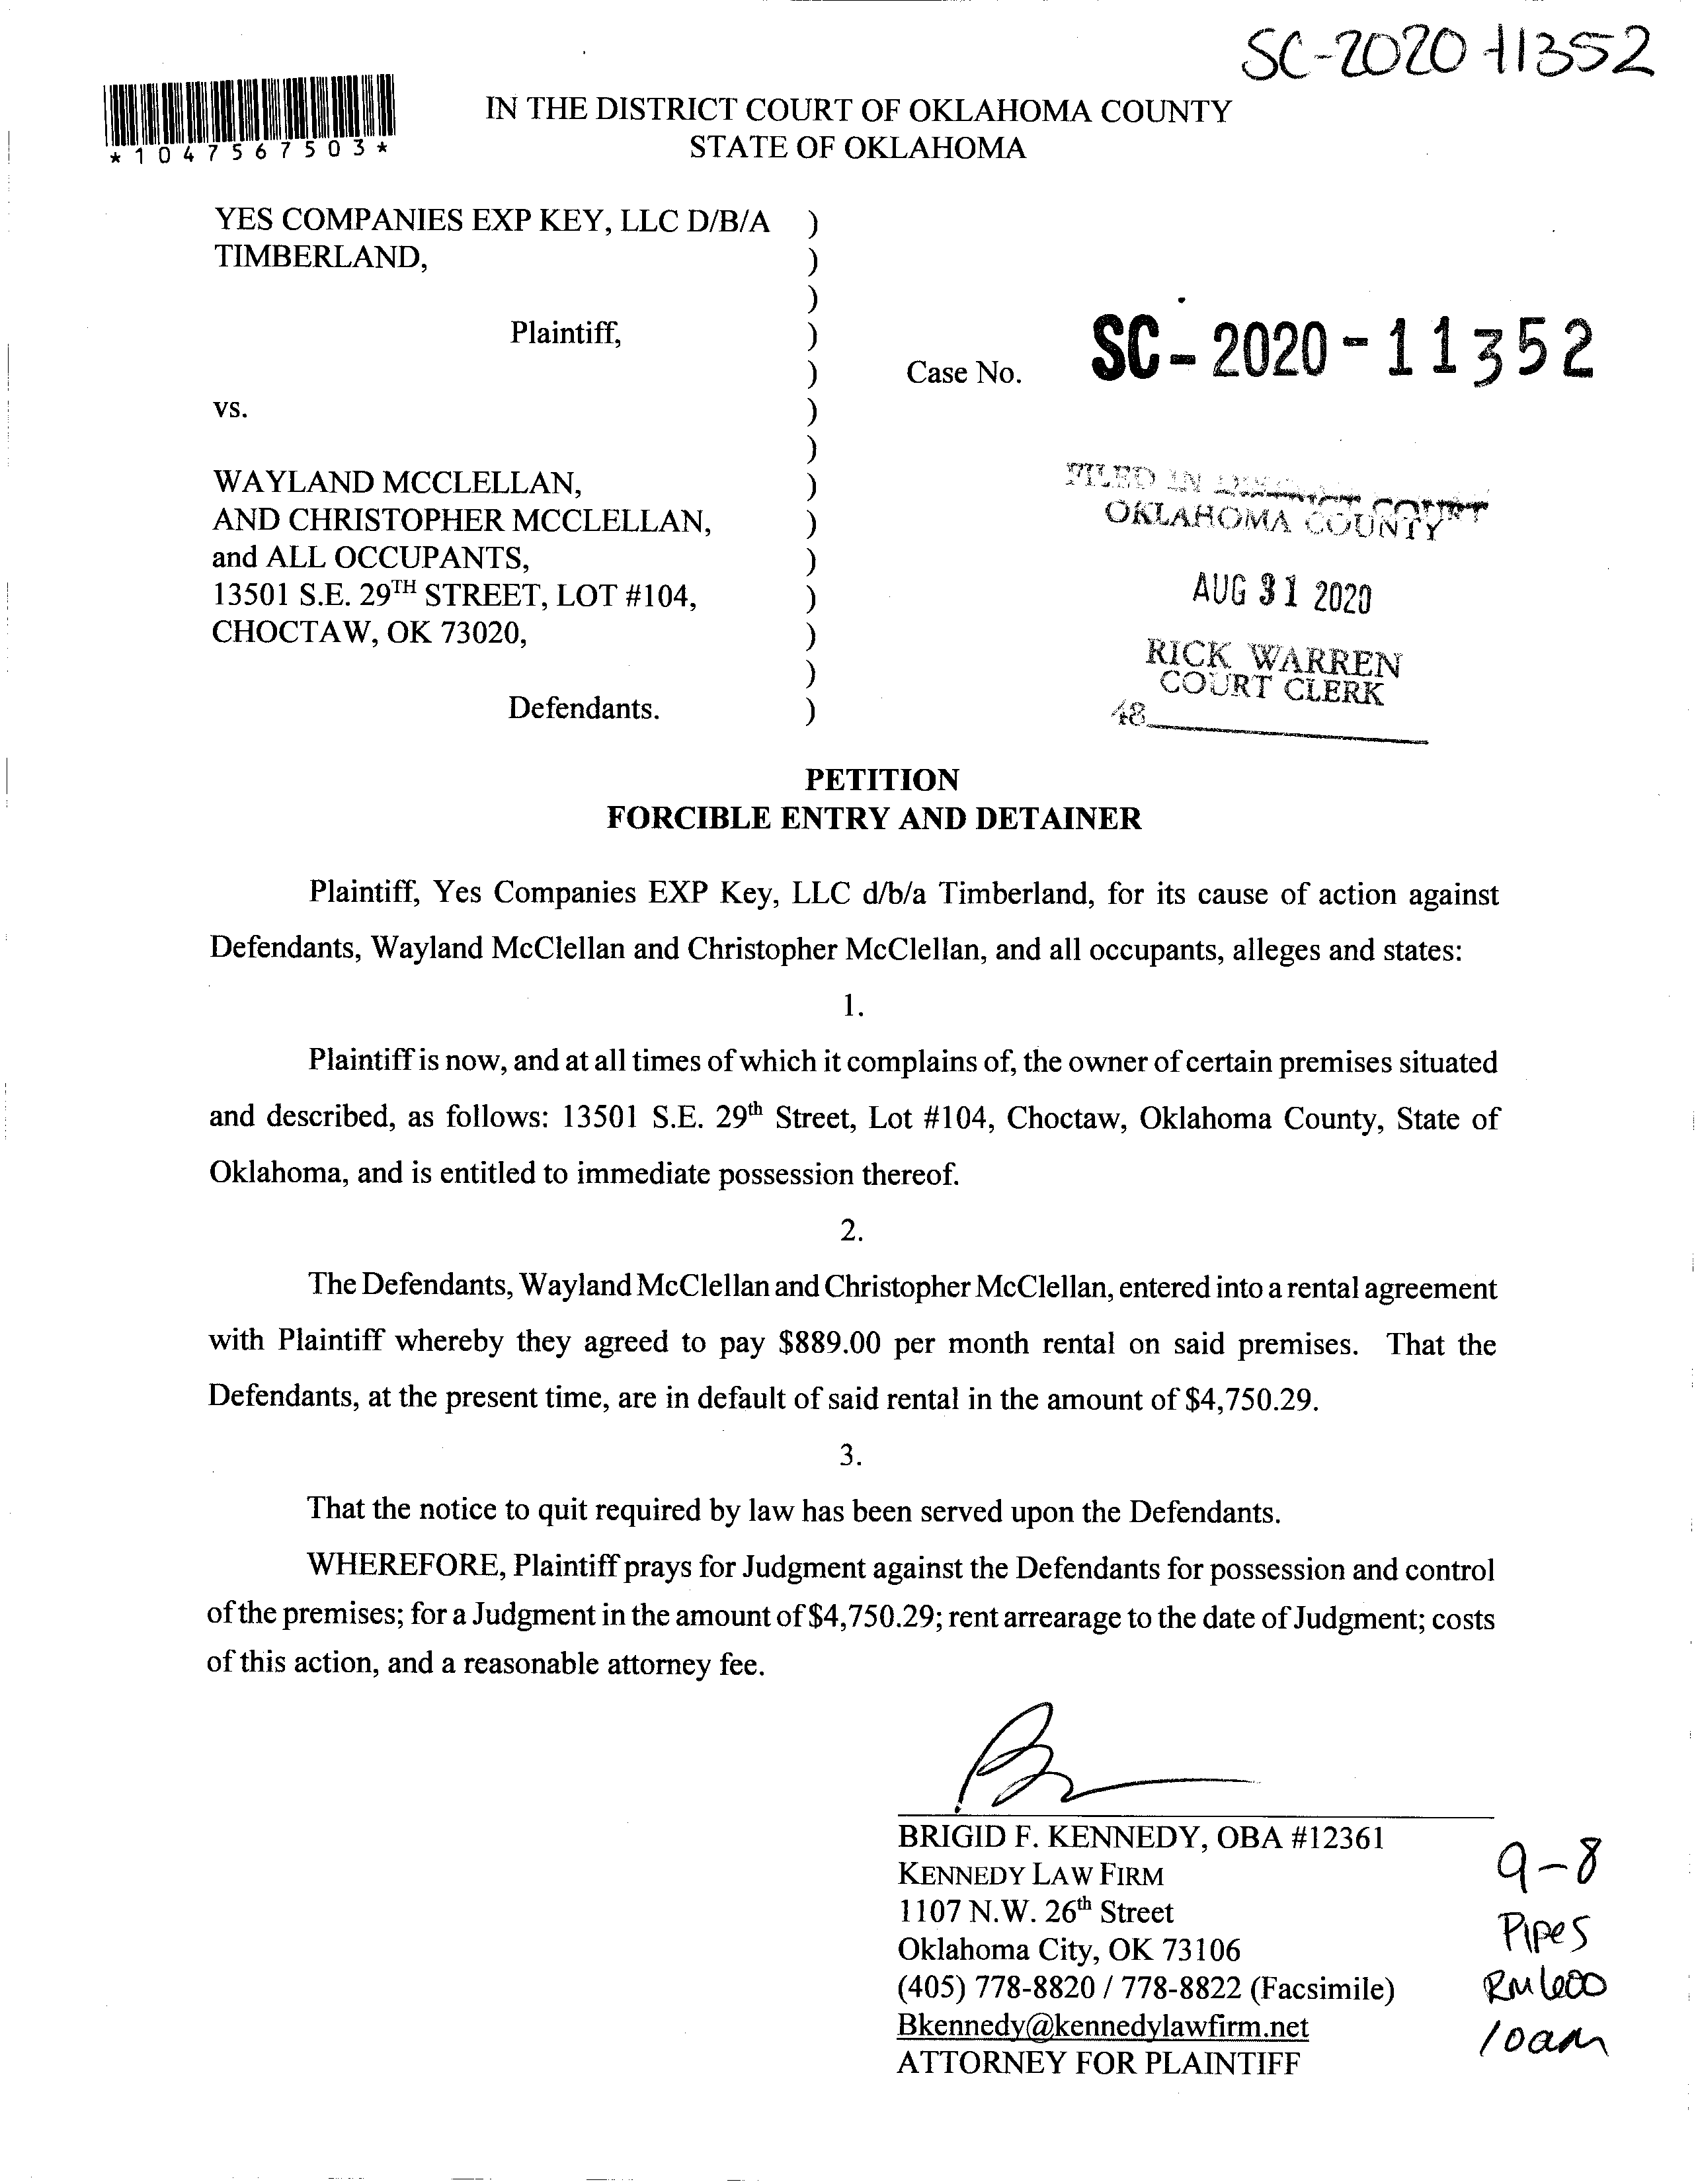 SC-2020-11352
*1047567503*
IN THE DISTRICT COURT OF OKLAHOMA COUNTY
STATE OF OKLAHOMA
YES COMPANIES EXP KEY, LLC D/B/A )
TIMBERLAND, )
)
Plaintiff, )
) Case No. SC-2020-11352
vs. )
)
WAYLAND MCCLELLAN, )
AND CHRISTOPHER MCCLELLAN, )
and ALL OCCUPANTS, )
13501 S.E. 29TH STREET, LOT #104, )
CHOCTAW, OK 73020, )
)
Defendants. )
FILED IN DISTRICT COURT
OKLAHOMA COUNTY
AUG 31 2020
RICK WARREN
COURT CLERK
48
PETITION
FORCIBLE ENTRY AND DETAINER
Plaintiff, Yes Companies EXP Key, LLC d/b/a Timberland, for its cause of action against
Defendants, Wayland McClellan and Christopher McClellan, and all occupants, alleges and states:
1.
Plaintiff is now, and at all times of which it complains of, the owner of certain premises situated
and described, as follows: 13501 S.E. 29th Street, Lot #104, Choctaw, Oklahoma County, State of
Oklahoma, and is entitled to immediate possession thereof.
2.
The Defendants, Wayland McClellan and Christopher McClellan, entered into a rental agreement
with Plaintiff whereby they agreed to pay $889.00 per month rental on said premises. That the
Defendants, at the present time, are in default of said rental in the amount of $4,750.29.
3.
That the notice to quit required by law has been served upon the Defendants.
WHEREFORE, Plaintiff prays for Judgment against the Defendants for possession and control
of the premises; for a Judgment in the amount of $4,750.29; rent arrearage to the date of Judgment; costs
of this action, and a reasonable attorney fee.
BRIGID F. KENNEDY, OBA #12361
KENNEDY LAW FIRM
1107 N.W. 26th Street
Oklahoma City, OK 73106
(405) 778-8820 / 778-8822 (Facsimile)
Bkennedy@kennedylawfirm.net
ATTORNEY FOR PLAINTIFF
9-8
Pipes
RM 600
10am